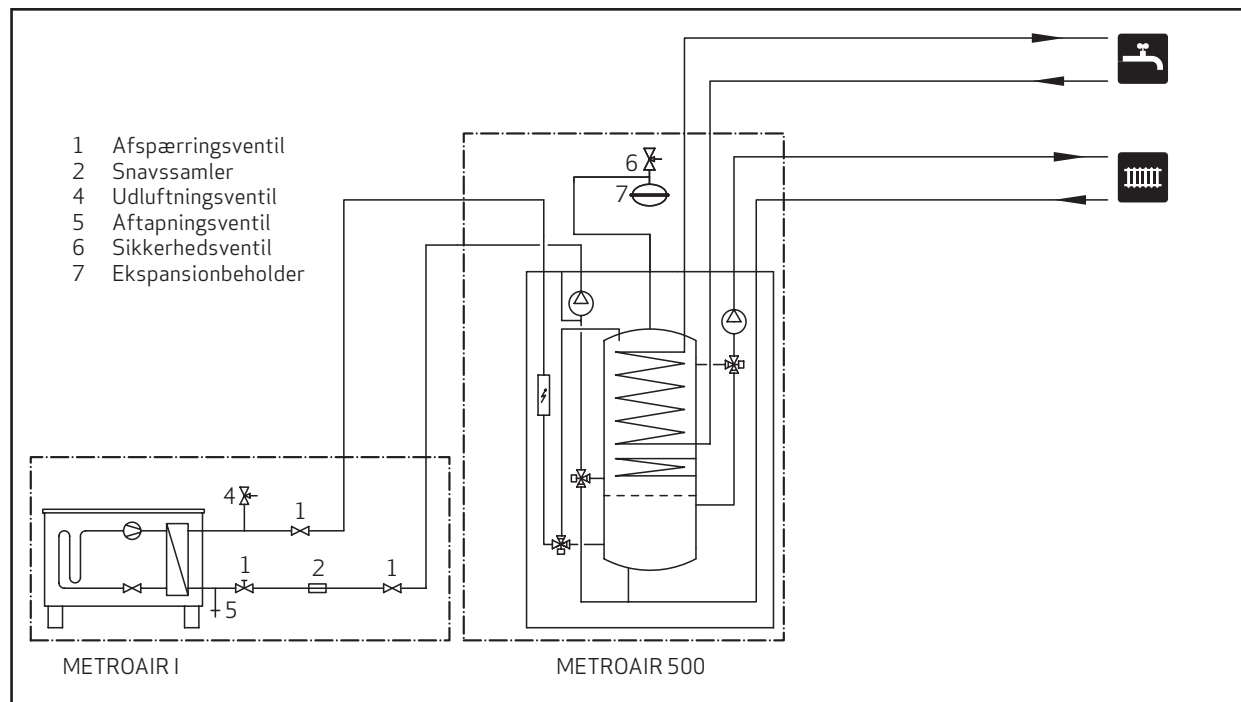 1 Afspærringsventil
2 Snavssamler
4 Udluftningsventil
5 Aftapningsventil
6 Sikkerhedsventil
7 Ekspansionbeholder
6
7
4
1
1
2
1
5
METROAIR I
METROAIR 500